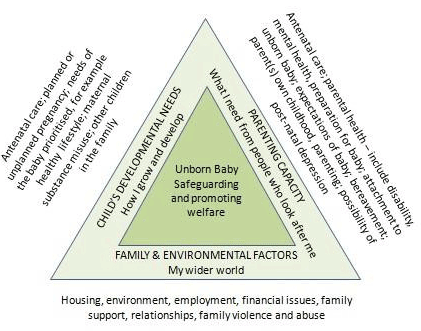 Antenatal care; planned or
unplanned pregnancy; needs of
the baby prioritised, for example
healthy lifestyle; maternal
substance misuse; other children
in the family
CHILD'S DEVELOPMENTAL NEEDS
How I grow and develop
Unborn Baby
Safeguarding
and promoting
welfare
PARENTING CAPACITY
What I need from people who look after me
Antenatal care; parental health – include disability,
mental health, preparation for baby; attachment to
unborn baby; expectations of baby, bereavement;
parent(s) own childhood, parenting; possibility of
post-natal depression
FAMILY & ENVIRONMENTAL FACTORS
My wider world
Housing, environment, employment, financial issues, family
support, relationships, family violence and abuse